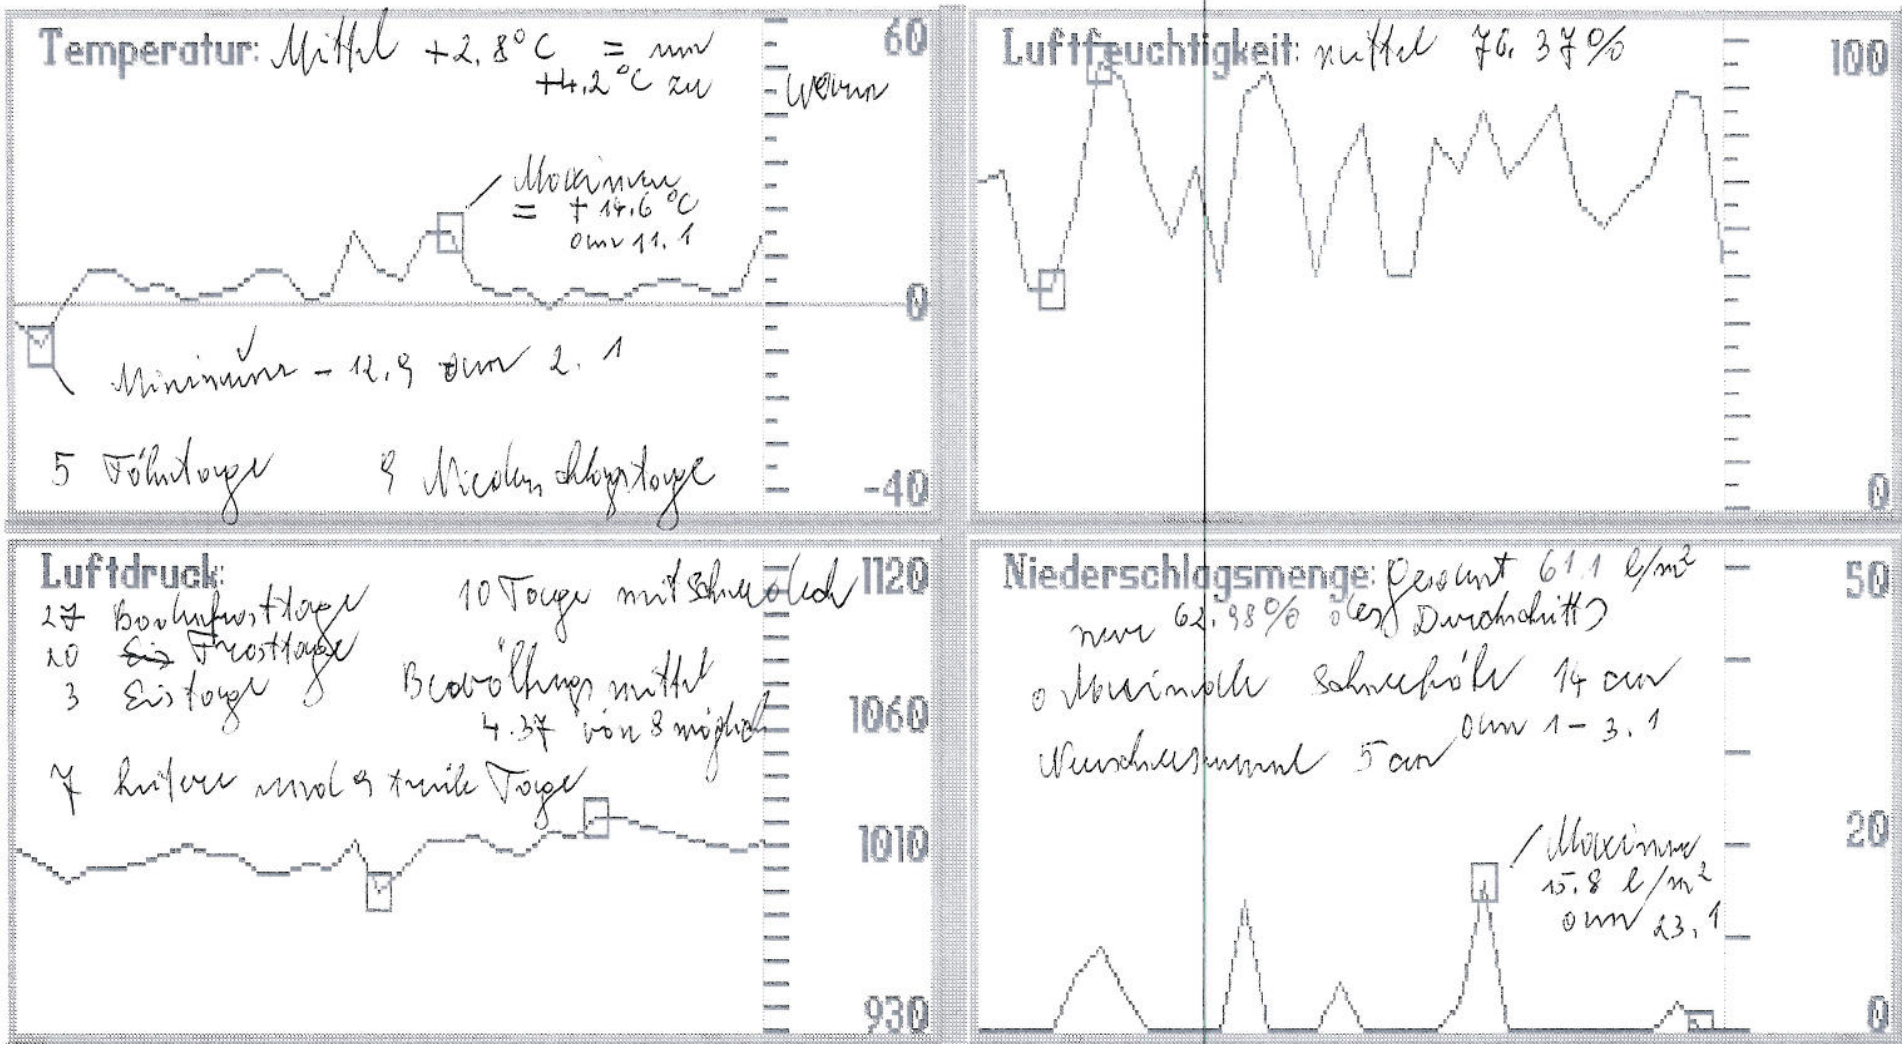 Temperatur: Mittel +2,8°C = um
+4,2°C zu warm
60
Maximum
= +14,6°C
am 11.1
0
Minimum -12,9 am 2.1
5 Föhntage 9 Niederschlagstage
-40
Luftfeuchtigkeit: mittel 76,37%
100
0
Luftdruck:
1120
27 Bodenfrosttage 10 Tage mit Schnee
20 Frosttage
3 Eistage Bewölkungsmittel
4.37 von 8 möglich
1060
7 heitere und 9 trübe Tage
1010
930
Niederschlagsmenge: Gesamt 61.1 l/m²
50
nur 62,98% des Durchschnitts
o Maximale Schneehöhe 14 cm
am 1-3.1
Neuschneesumme 5 cm
20
Maximum
15.8 l/m²
am 23.1
0